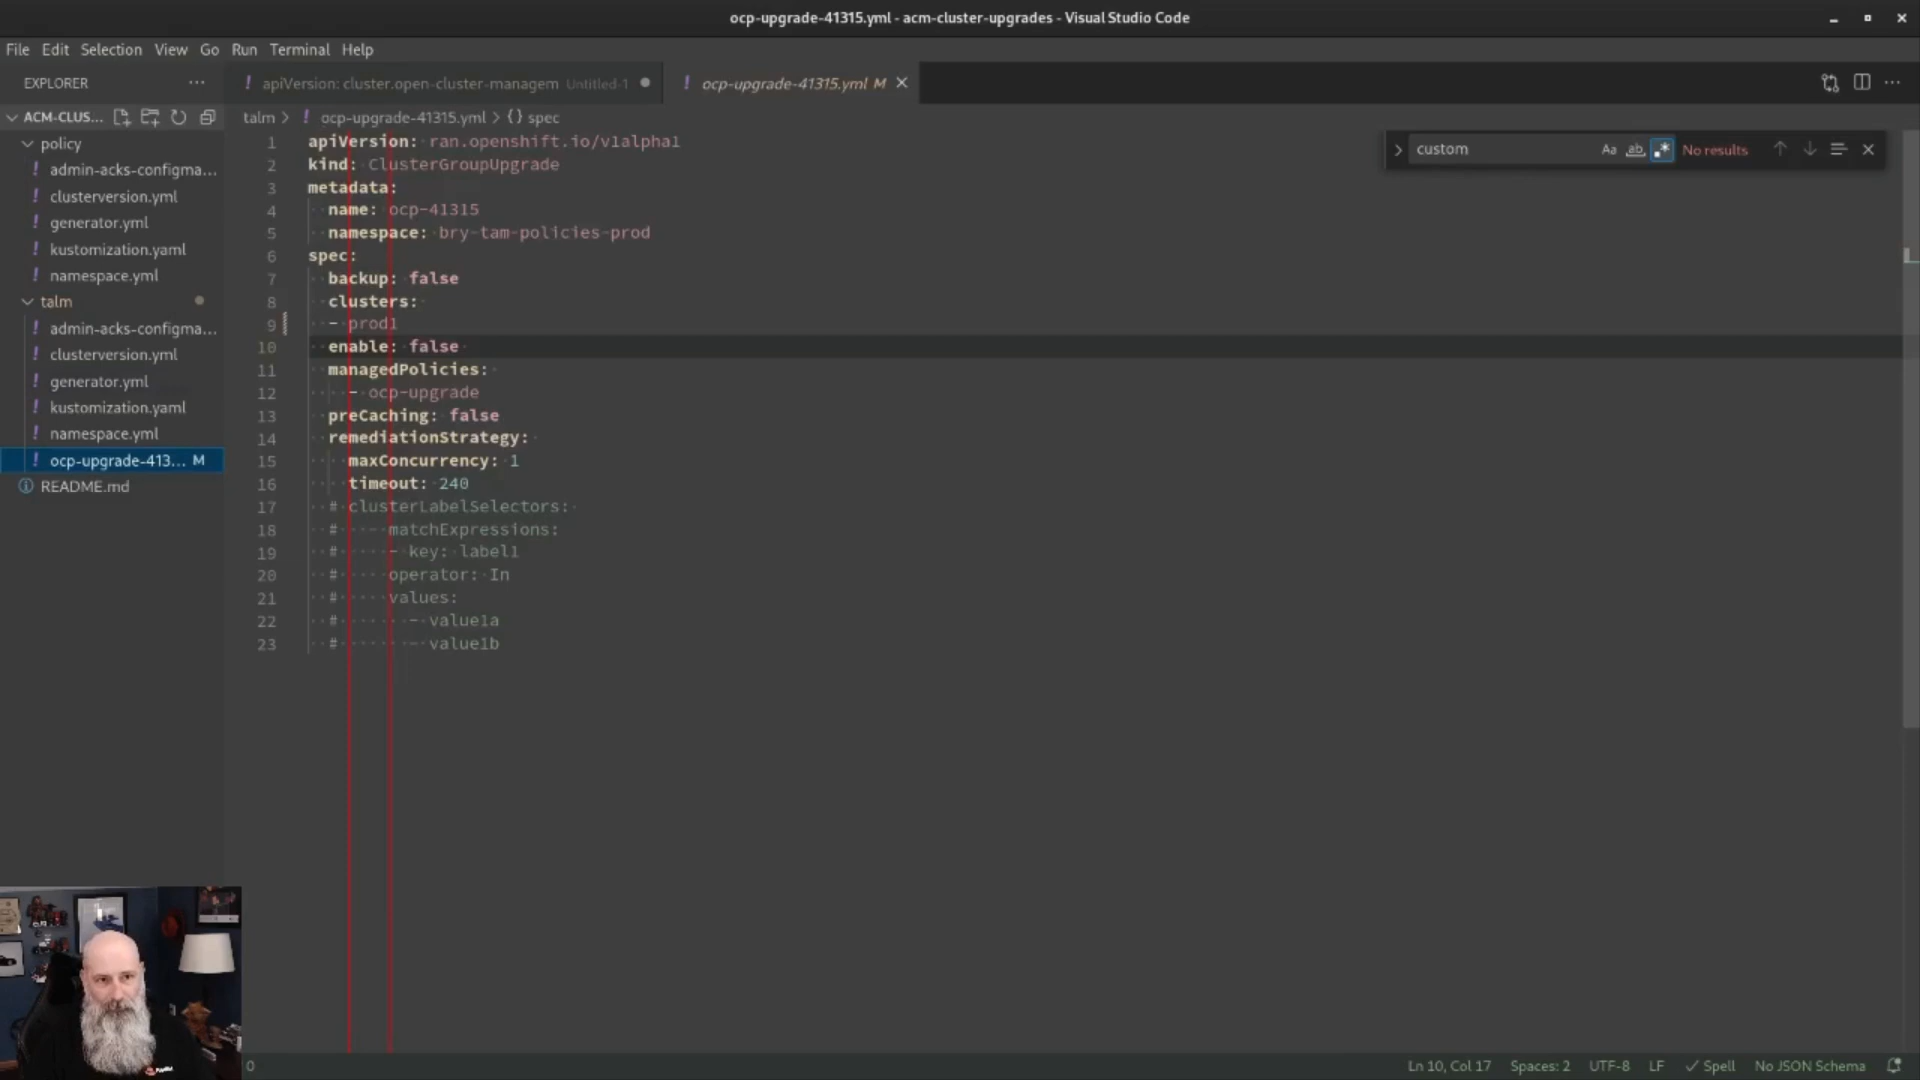 ocp-upgrade-41315.yml - acm-cluster-upgrades - Visual Studio Code
File Edit Selection View Go Run Terminal Help
EXPLORER
ACM-CLUS...
policy
admin-acks-configma...
clusterversion.yml
generator.yml
kustomization.yaml
namespace.yml
talm
admin-acks-configma...
clusterversion.yml
generator.yml
kustomization.yaml
namespace.yml
ocp-upgrade-413... M
README.md
apiVersion: cluster.open-cluster-managem Untitled-1
ocp-upgrade-41315.yml M
talm > ! ocp-upgrade-41315.yml > {} spec
custom
Aa ab No results
1 apiVersion: ran.openshift.io/v1alpha1
2 kind: ClusterGroupUpgrade
3 metadata:
4 name: ocp-41315
5 namespace: bry-tam-policies-prod
6 spec:
7 backup: false
8 clusters:
9 - prod1
10 enable: false
11 managedPolicies:
12 - ocp-upgrade
13 preCaching: false
14 remediationStrategy:
15 maxConcurrency: 1
16 timeout: 240
17 # clusterLabelSelectors:
18 # - matchExpressions:
19 # - key: label1
20 # operator: In
21 # values:
22 # - value1a
23 # - value1b
0
Ln 10, Col 17 Spaces: 2 UTF-8 LF Spell No JSON Schema